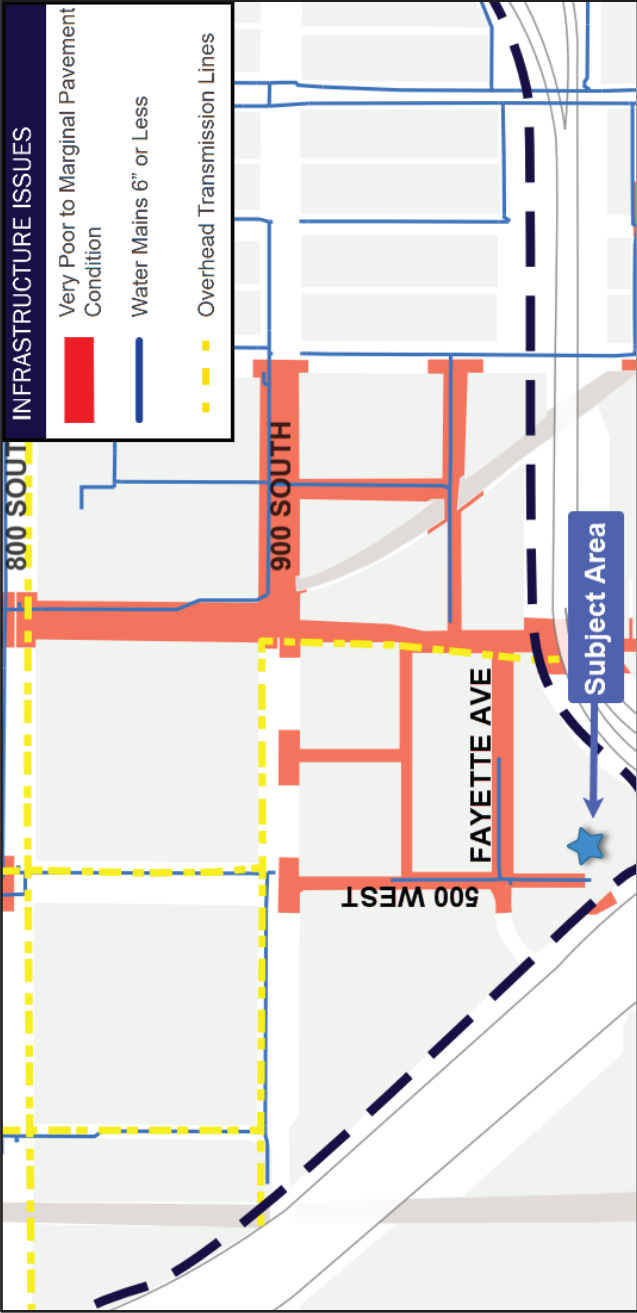 INFRASTRUCTURE ISSUES
Very Poor to Marginal Pavement
Condition
Water Mains 6” or Less
Overhead Transmission Lines
800 SOUT
900 SOUTH
FAYETTE AVE
500 WEST
Subject Area